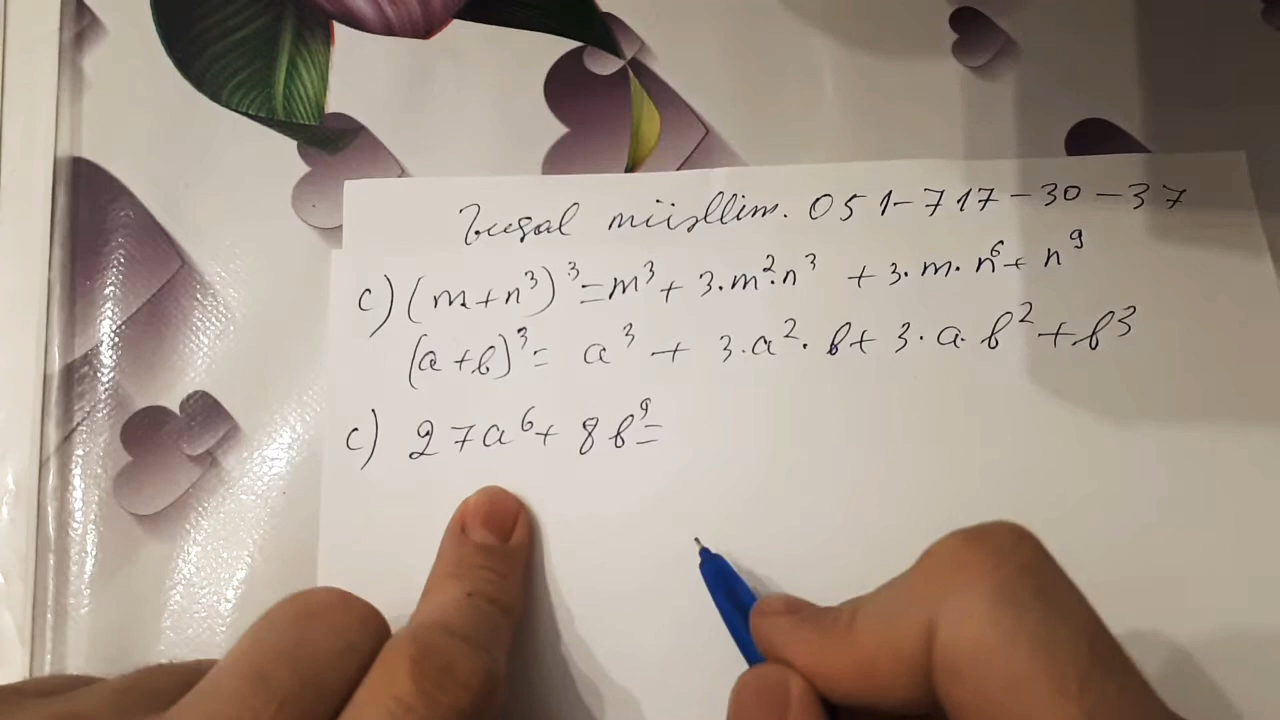 müəllim. 051-717-30-37
c) (m+n³)³=m³+3·m²·n³+3·m·n⁶+n⁹
(a+b)³=a³+3·a²·b+3·a·b²+b³
c) 27a⁶+8b⁹=